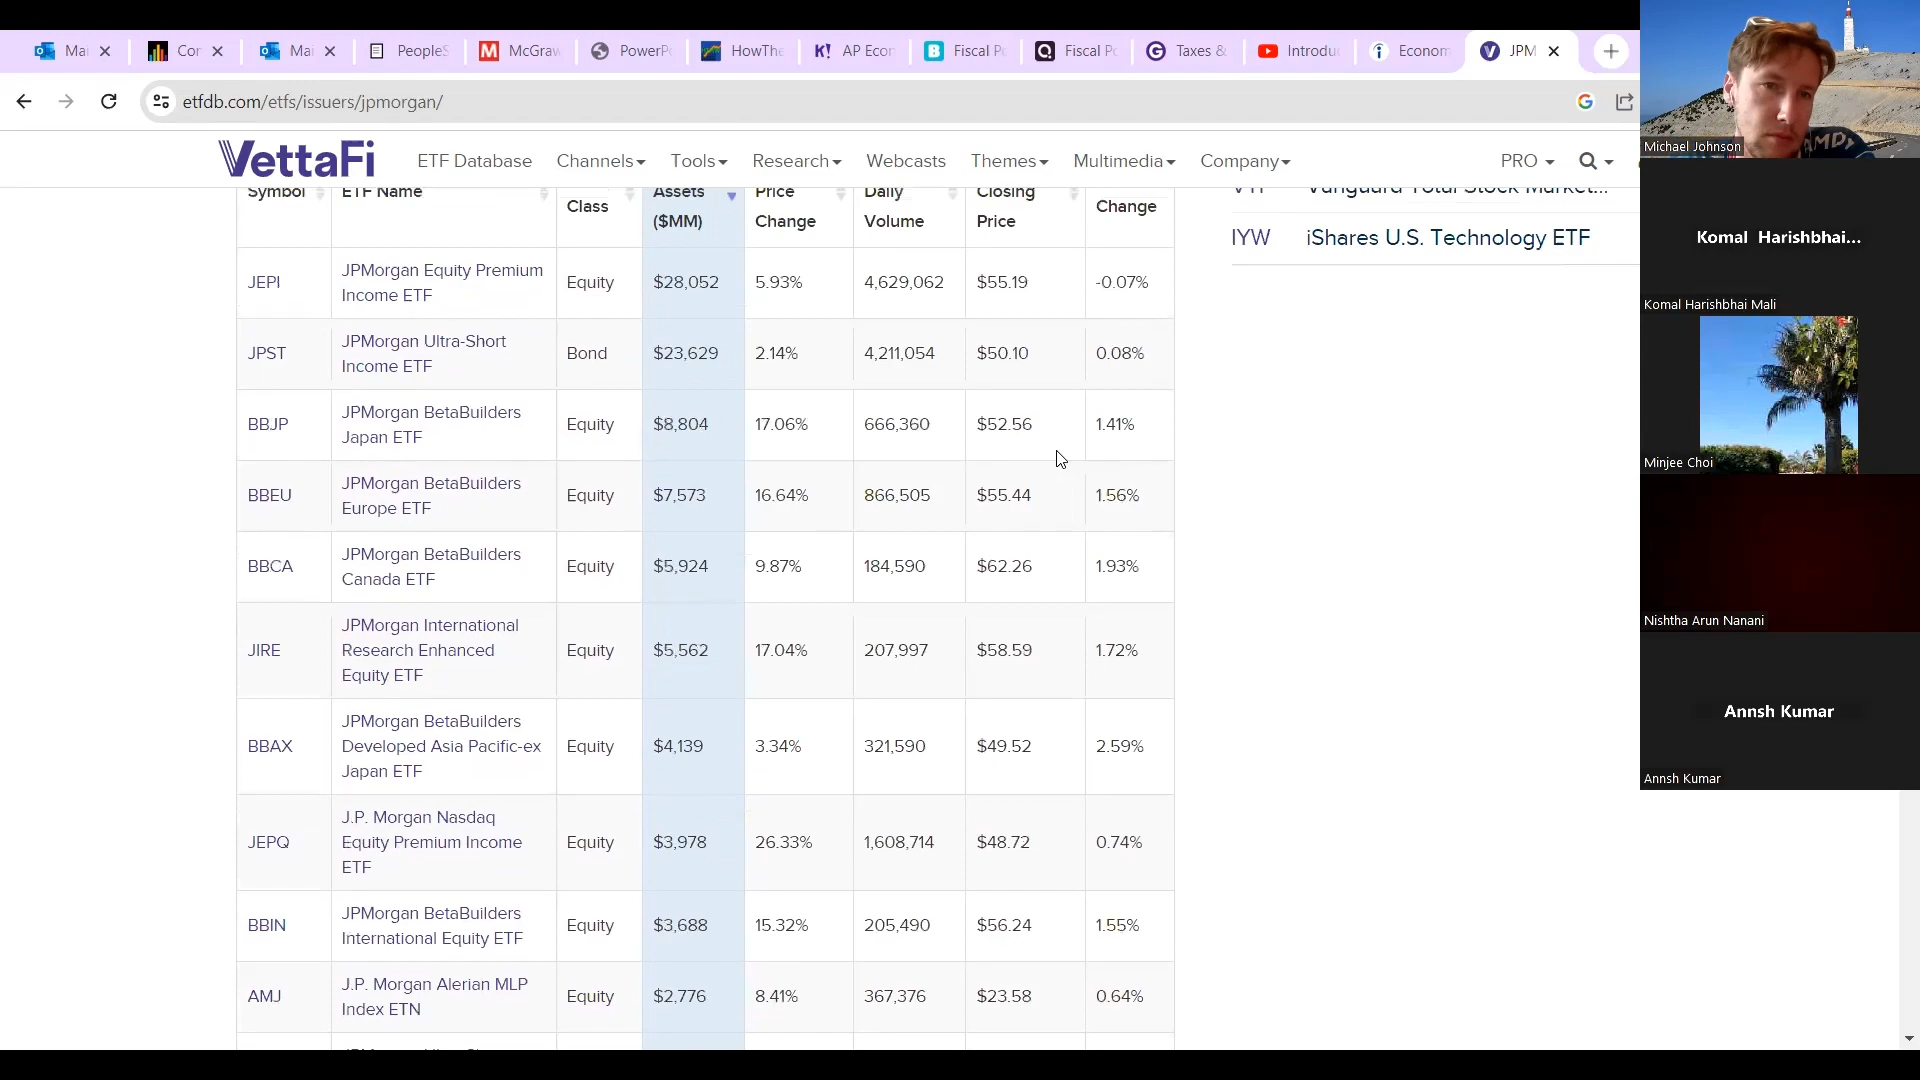 Mai
Cor
Mai
PeopleS
McGraw
PowerPo
HowThe
AP Econ
Fiscal Po
Fiscal Po
Taxes &
Introdu
Econom
JPM
etfdb.com/etfs/issuers/jpmorgan/
VettaFi
ETF Database
Channels
Tools
Research
Webcasts
Themes
Multimedia
Company
PRO
Symbol
ETF Name
Class
Assets
($MM)
Price
Change
Daily
Volume
Closing
Price
Change
JEPI
JPMorgan Equity Premium
Income ETF
Equity
$28,052
5.93%
4,629,062
$55.19
-0.07%
JPST
JPMorgan Ultra-Short
Income ETF
Bond
$23,629
2.14%
4,211,054
$50.10
0.08%
BBJP
JPMorgan BetaBuilders
Japan ETF
Equity
$8,804
17.06%
666,360
$52.56
1.41%
BBEU
JPMorgan BetaBuilders
Europe ETF
Equity
$7,573
16.64%
866,505
$55.44
1.56%
BBCA
JPMorgan BetaBuilders
Canada ETF
Equity
$5,924
9.87%
184,590
$62.26
1.93%
JIRE
JPMorgan International
Research Enhanced
Equity ETF
Equity
$5,562
17.04%
207,997
$58.59
1.72%
BBAX
JPMorgan BetaBuilders
Developed Asia Pacific-ex
Japan ETF
Equity
$4,139
3.34%
321,590
$49.52
2.59%
JEPQ
J.P. Morgan Nasdaq
Equity Premium Income
ETF
Equity
$3,978
26.33%
1,608,714
$48.72
0.74%
BBIN
JPMorgan BetaBuilders
International Equity ETF
Equity
$3,688
15.32%
205,490
$56.24
1.55%
AMJ
J.P. Morgan Alerian MLP
Index ETN
Equity
$2,776
8.41%
367,376
$23.58
0.64%
VTI
Vanguard Total Stock Market...
IYW
iShares U.S. Technology ETF
Michael Johnson
Komal Harishbhai...
Komal Harishbhai Mali
Minjee Choi
Nishtha Arun Nanani
Annsh Kumar
Annsh Kumar